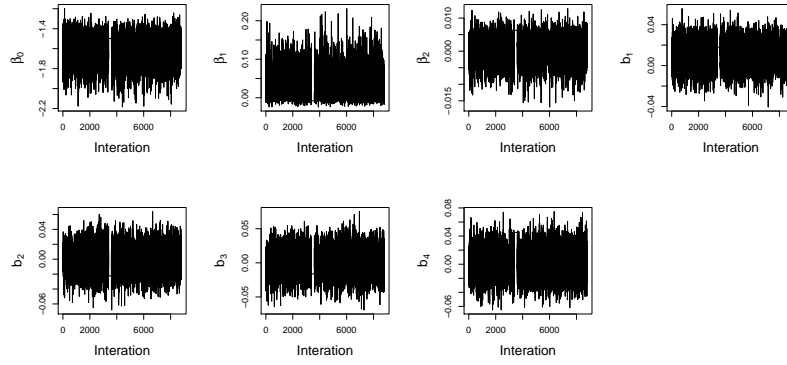 β0
−2.2 −1.8 −1.4
0 2000 6000
Interation
β1
0.00 0.10 0.20
0 2000 6000
Interation
β2
−0.015 0.000 0.010
0 2000 6000
Interation
b1
−0.04 0.00 0.04
0 2000 6000
Interation
b2
−0.06 0.00 0.04
0 2000 6000
Interation
b3
−0.05 0.00 0.05
0 2000 6000
Interation
b4
−0.06 0.00 0.04 0.08
0 2000 6000
Interation